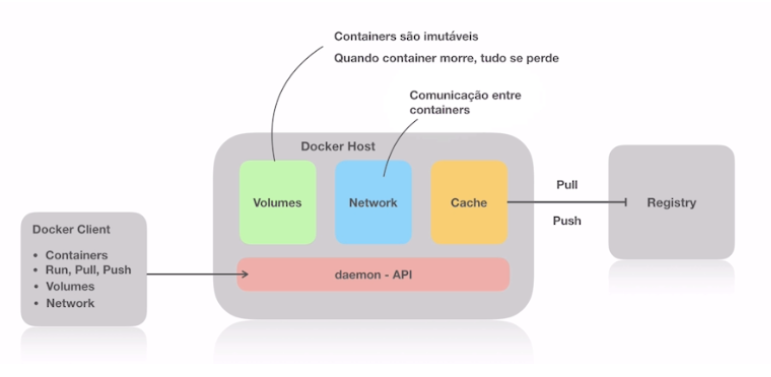 Containers são imutáveis
Quando container morre, tudo se perde
Comunicação entre
containers
Docker Host
Volumes
Network
Cache
Pull
Push
Registry
Docker Client
• Containers
• Run, Pull, Push
• Volumes
• Network
daemon - API